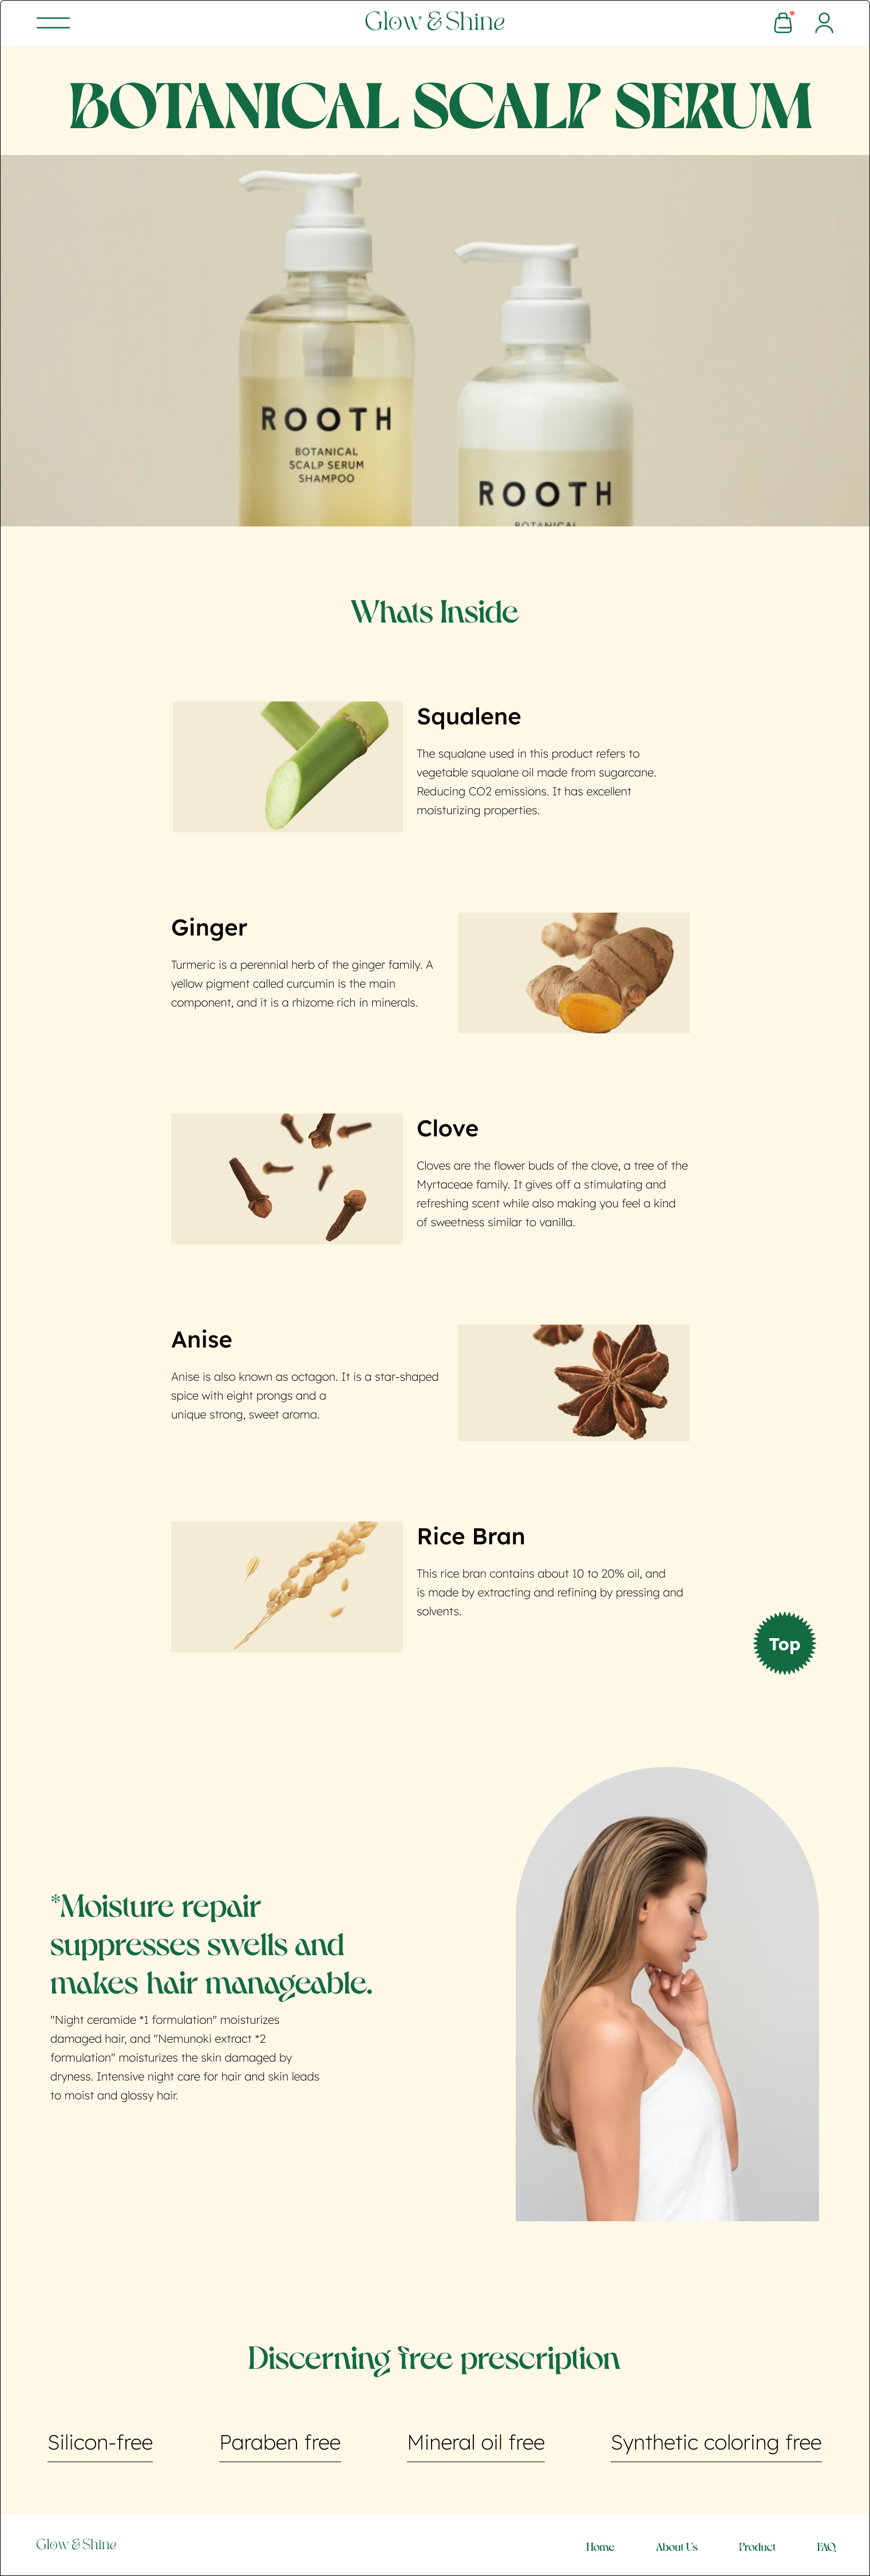 Glow & Shine
BOTANICAL SCALP SERUM
ROOTH
BOTANICAL
SCALP SERUM
SHAMPOO
ROOTH
BOTANICAL
Whats Inside
Squalene
The squalane used in this product refers to
vegetable squalane oil made from sugarcane.
Reducing CO2 emissions. It has excellent
moisturizing properties.
Ginger
Turmeric is a perennial herb of the ginger family. A
yellow pigment called curcumin is the main
component, and it is a rhizome rich in minerals.
Clove
Cloves are the flower buds of the clove, a tree of the
Myrtaceae family. It gives off a stimulating and
refreshing scent while also making you feel a kind
of sweetness similar to vanilla.
Anise
Anise is also known as octagon. It is a star-shaped
spice with eight prongs and a
unique strong, sweet aroma.
Rice Bran
This rice bran contains about 10 to 20% oil, and
is made by extracting and refining by pressing and
solvents.
Top
*Moisture repair
suppresses swells and
makes hair manageable.
"Night ceramide *1 formulation" moisturizes
damaged hair, and "Nemunoki extract *2
formulation" moisturizes the skin damaged by
dryness. Intensive night care for hair and skin leads
to moist and glossy hair.
Discerning free prescription
Silicon-free
Paraben free
Mineral oil free
Synthetic coloring free
Glow & Shine
Home
About Us
Product
FAQ